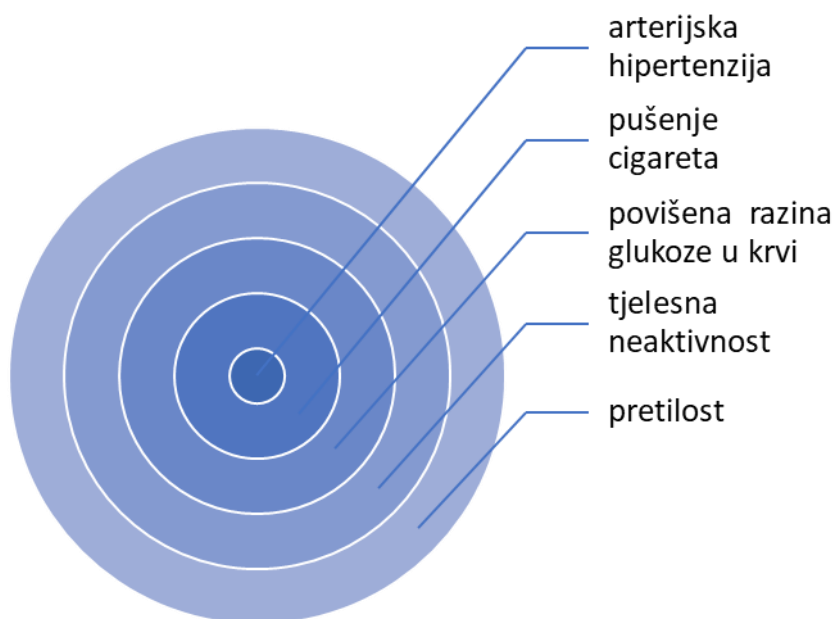 arterijska
hipertenzija
pušenje
cigareta
povišena razina
glukoze u krvi
tjelesna
neaktivnost
pretilost